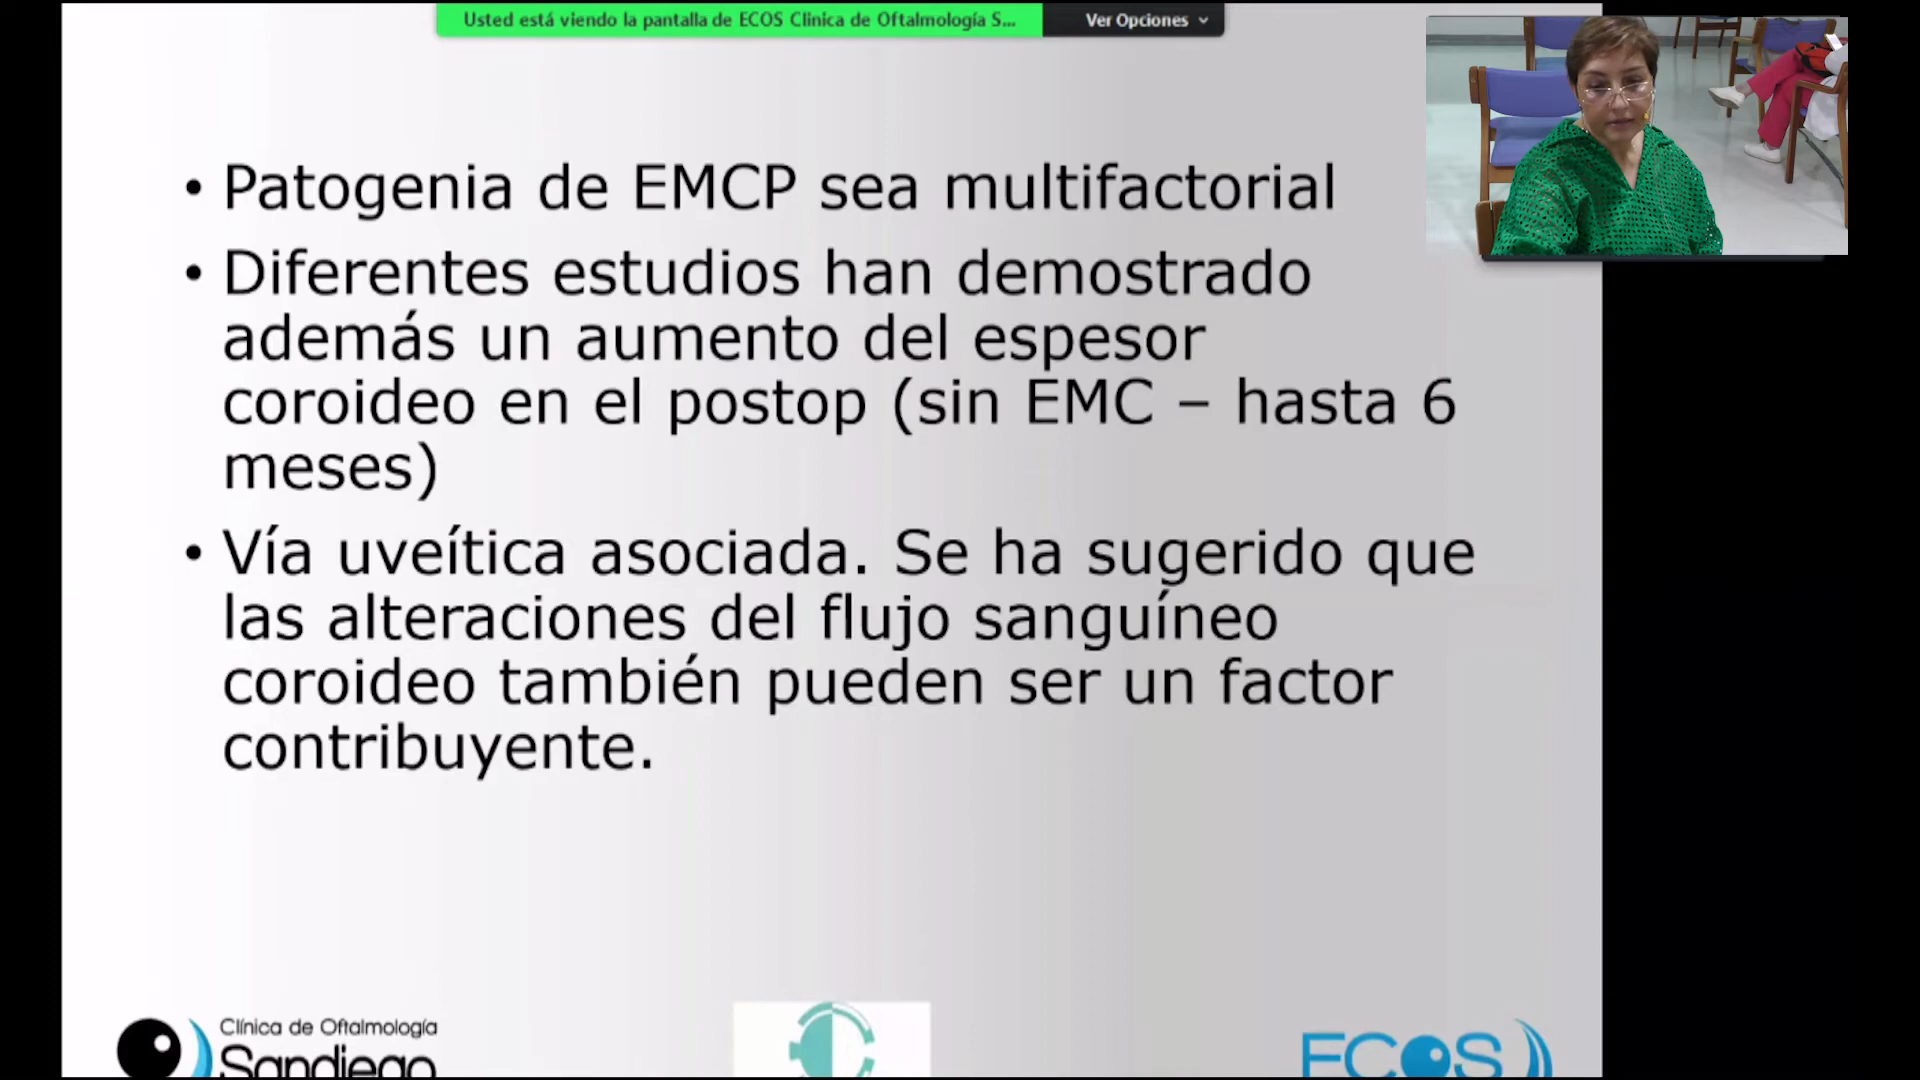 Usted está viendo la pantalla de ECOS Clinica de Oftalmología S...
Ver Opciones
• Patogenia de EMCP sea multifactorial
• Diferentes estudios han demostrado
además un aumento del espesor
coroideo en el postop (sin EMC – hasta 6
meses)
• Vía uveítica asociada. Se ha sugerido que
las alteraciones del flujo sanguíneo
coroideo también pueden ser un factor
contribuyente.
Clínica de Oftalmología
Sandiego
ECOS